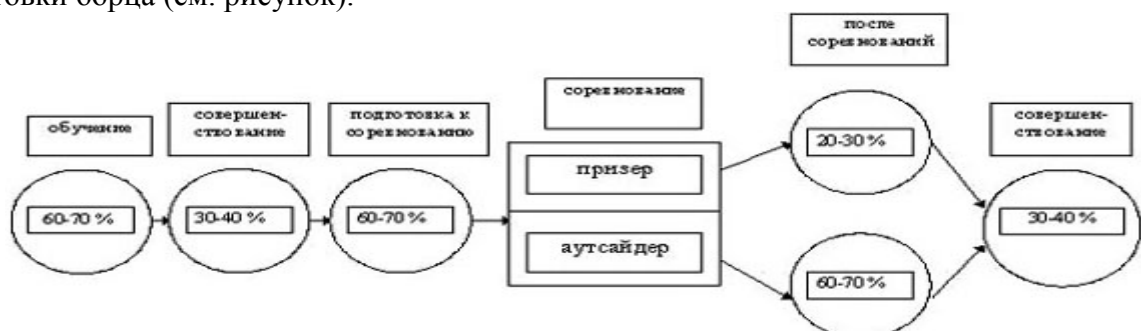 товки борца (см. рисунок).
после
соревнований
соревнование
обучение
совершен-
ствование
подготовка к
соревнованию
совершен-
ствование
20-30 %
призер
60-70 %
30-40 %
60-70 %
30-40 %
аутсайдер
60-70 %